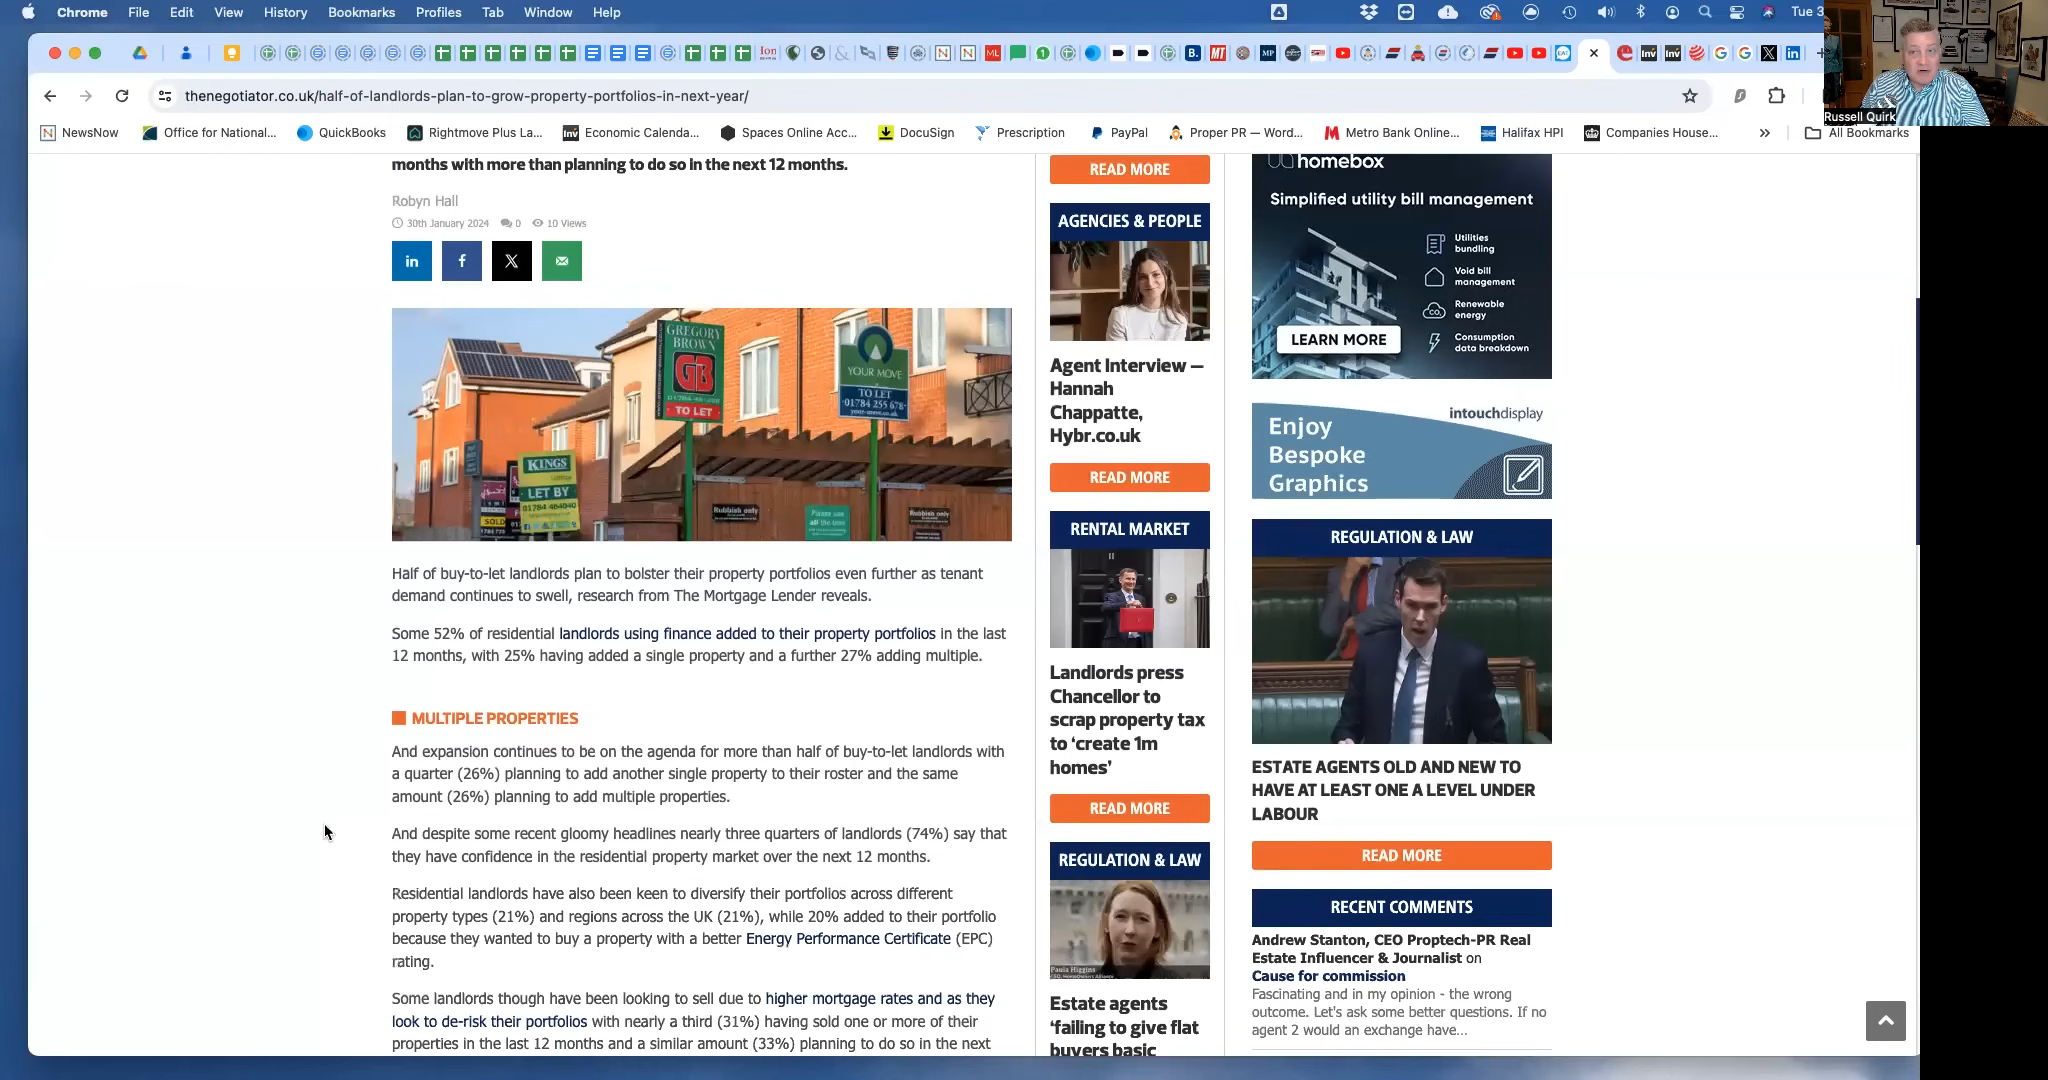 Chrome File Edit View History Bookmarks Profiles Tab Window Help
Tue 3
thenegotiator.co.uk/half-of-landlords-plan-to-grow-property-portfolios-in-next-year/
Russell Quirk
NewsNow Office for National... QuickBooks Rightmove Plus La... Economic Calenda... Spaces Online Acc... DocuSign Prescription PayPal Proper PR — Word... Metro Bank Online... Halifax HPI Companies House... » All Bookmarks
months with more than planning to do so in the next 12 months.
Robyn Hall
30th January 2024 0 10 Views
GREGORY
BROWN
GB
TO LET
YOUR MOVE
TO LET
01784 255 678
KINGS
LET BY
01784 464040
SOLD
Rubbish only
Please use
all the bins
Rubbish only
Half of buy-to-let landlords plan to bolster their property portfolios even further as tenant
demand continues to swell, research from The Mortgage Lender reveals.
Some 52% of residential landlords using finance added to their property portfolios in the last
12 months, with 25% having added a single property and a further 27% adding multiple.
MULTIPLE PROPERTIES
And expansion continues to be on the agenda for more than half of buy-to-let landlords with
a quarter (26%) planning to add another single property to their roster and the same
amount (26%) planning to add multiple properties.
And despite some recent gloomy headlines nearly three quarters of landlords (74%) say that
they have confidence in the residential property market over the next 12 months.
Residential landlords have also been keen to diversify their portfolios across different
property types (21%) and regions across the UK (21%), while 20% added to their portfolio
because they wanted to buy a property with a better Energy Performance Certificate (EPC)
rating.
Some landlords though have been looking to sell due to higher mortgage rates and as they
look to de-risk their portfolios with nearly a third (31%) having sold one or more of their
properties in the last 12 months and a similar amount (33%) planning to do so in the next
READ MORE
AGENCIES & PEOPLE
Agent Interview —
Hannah
Chappatte,
Hybr.co.uk
READ MORE
RENTAL MARKET
Landlords press
Chancellor to
scrap property tax
to ‘create 1m
homes’
READ MORE
REGULATION & LAW
Paula Higgins
Estate agents
‘failing to give flat
buyers basic
homebox
Simplified utility bill management
Utilities
bundling
Void bill
management
Renewable
energy
Consumption
data breakdown
LEARN MORE
intouchdisplay
Enjoy
Bespoke
Graphics
REGULATION & LAW
ESTATE AGENTS OLD AND NEW TO
HAVE AT LEAST ONE A LEVEL UNDER
LABOUR
READ MORE
RECENT COMMENTS
Andrew Stanton, CEO Proptech-PR Real
Estate Influencer & Journalist on
Cause for commission
Fascinating and in my opinion - the wrong
outcome. Let's ask some better questions. If no
agent 2 would an exchange have...